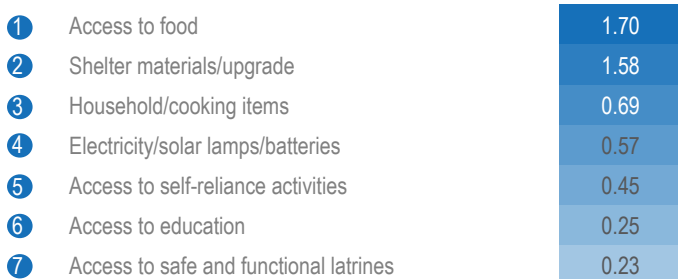 1 Access to food 1.70
2 Shelter materials/upgrade 1.58
3 Household/cooking items 0.69
4 Electricity/solar lamps/batteries 0.57
5 Access to self-reliance activities 0.45
6 Access to education 0.25
7 Access to safe and functional latrines 0.23